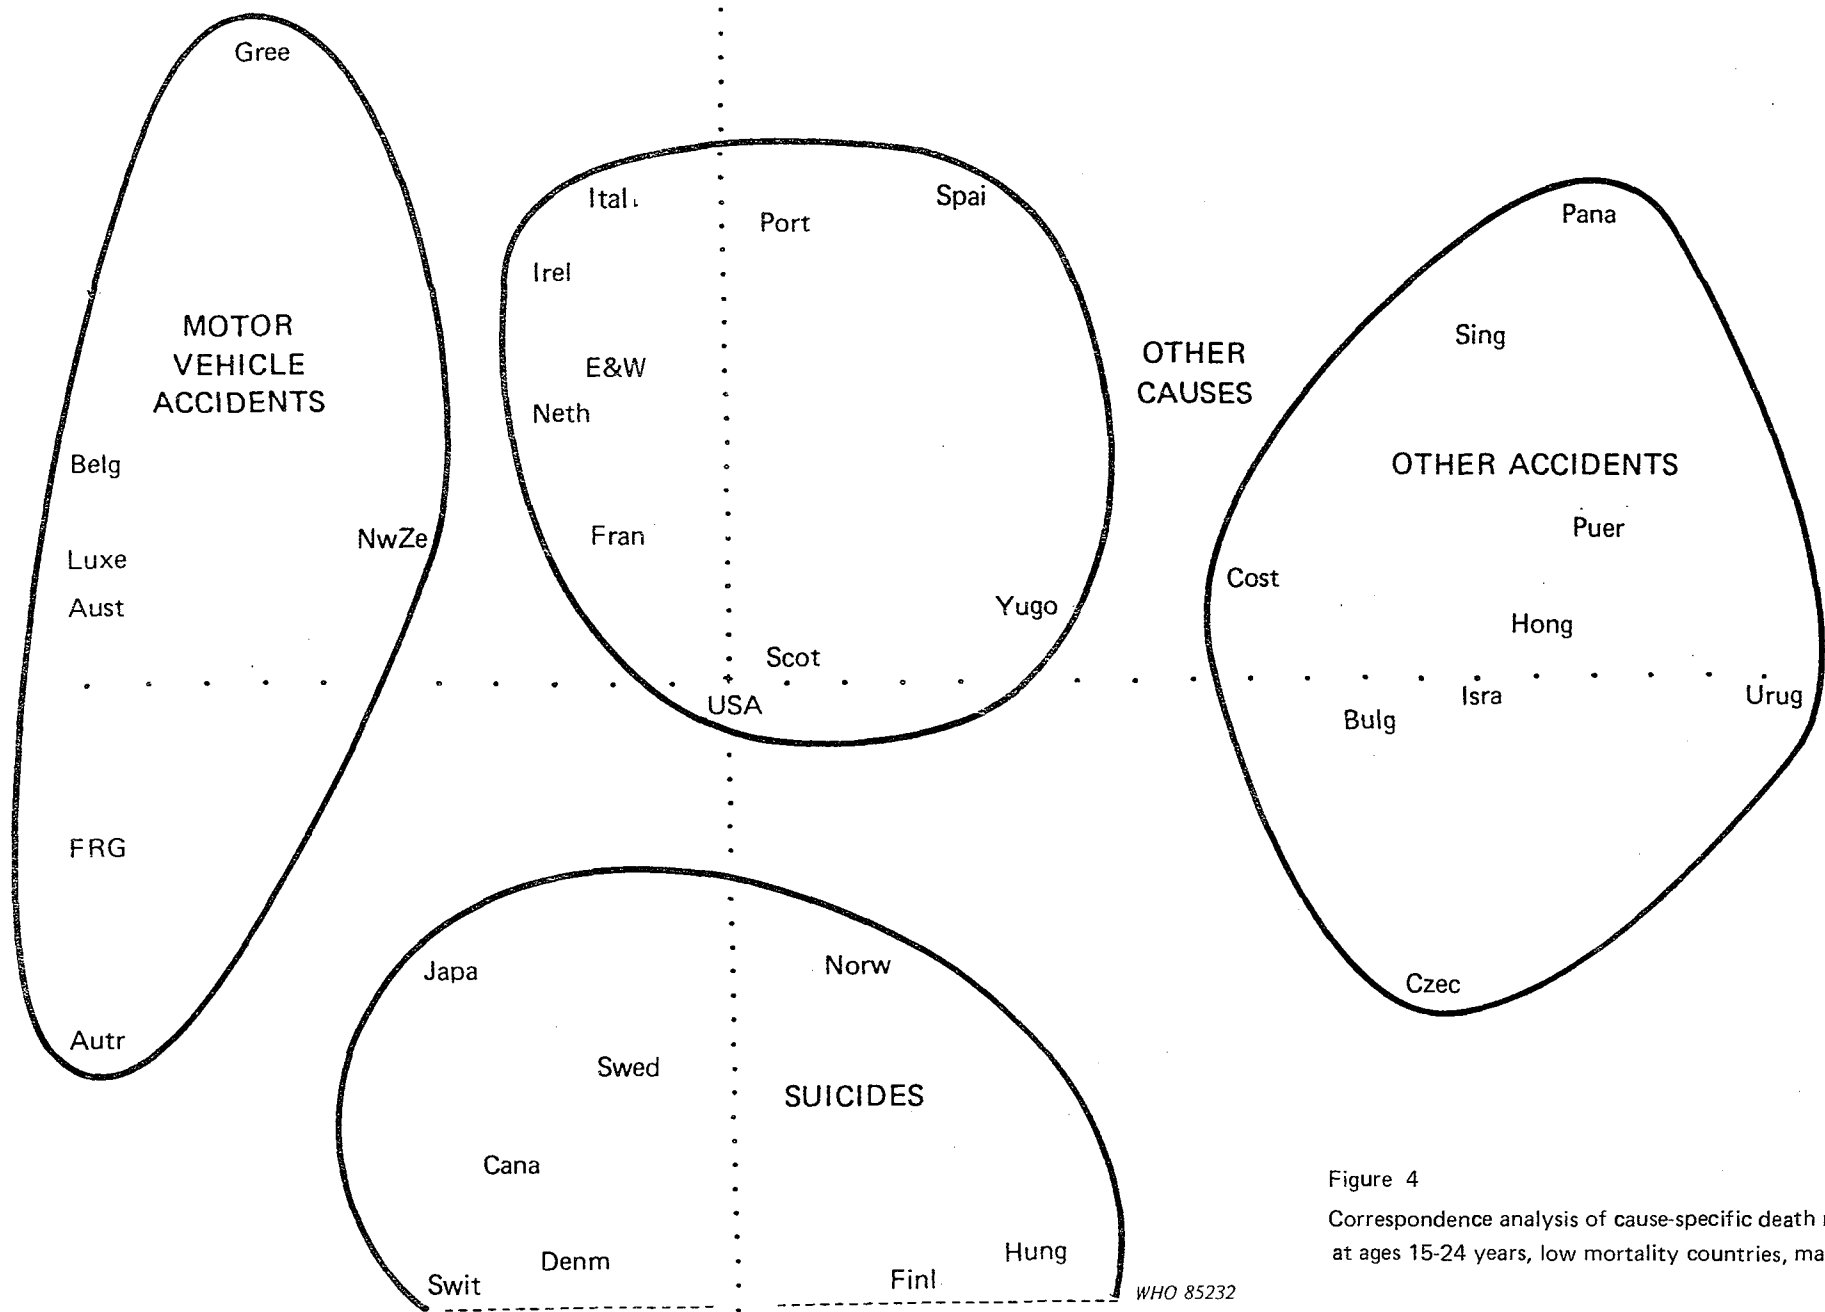 Gree
Ital.
Port
Spai
Pana
Irel
MOTOR
VEHICLE
ACCIDENTS
Sing
E&W
OTHER
CAUSES
Neth
Belg
OTHER ACCIDENTS
NwZe
Fran
Puer
Luxe
Cost
Aust
Yugo
Hong
Scot
USA
Isra
Urug
Bulg
FRG
Japa
Norw
Czec
Autr
Swed
SUICIDES
Cana
Figure 4
Correspondence analysis of cause-specific death
at ages 15-24 years, low mortality countries, ma
Hung
Denm
Finl
Swit
WHO 85232